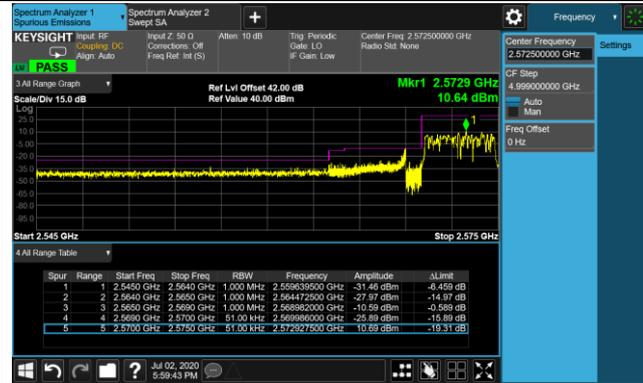 Spectrum Analyzer 1
Spurious Emissions
Spectrum Analyzer 2
Swept SA
Frequency
KEYSIGHT
Input: RF
Coupling: DC
Align: Auto
Input Z: 50 Ω
Corrections: Off
Freq Ref: Int (S)
Atten: 10 dB
Trig: Periodic
Gate: LO
IF Gain: Low
Center Freq: 2.572500000 GHz
Radio Std: None
PASS
3 All Range Graph
Scale/Div 15.0 dB
Ref Lvl Offset 42.00 dB
Ref Value 40.00 dBm
Mkr1 2.5729 GHz
10.64 dBm
Log
25.0
10.0
-5.00
-20.0
-35.0
-50.0
-65.0
-80.0
-95.0
1
Start 2.545 GHz
Stop 2.575 GHz
4 All Range Table
Spur Range Start Freq Stop Freq RBW Frequency Amplitude ΔLimit
1 1 2.5450 GHz 2.5640 GHz 1.000 MHz 2.559639500 GHz -31.46 dBm -6.459 dB
2 2 2.5640 GHz 2.5650 GHz 1.000 MHz 2.564472500 GHz -27.97 dBm -14.97 dB
3 3 2.5650 GHz 2.5690 GHz 1.000 MHz 2.568982000 GHz -10.59 dBm -0.589 dB
4 4 2.5690 GHz 2.5700 GHz 51.00 kHz 2.569986000 GHz -25.89 dBm -15.89 dB
5 5 2.5700 GHz 2.5750 GHz 51.00 kHz 2.572927500 GHz 10.69 dBm -19.31 dB
Center Frequency
2.572500000 GHz
CF Step
4.999000000 GHz
Auto
Man
Freq Offset
0 Hz
Settings
Jul 02, 2020
5:59:43 PM